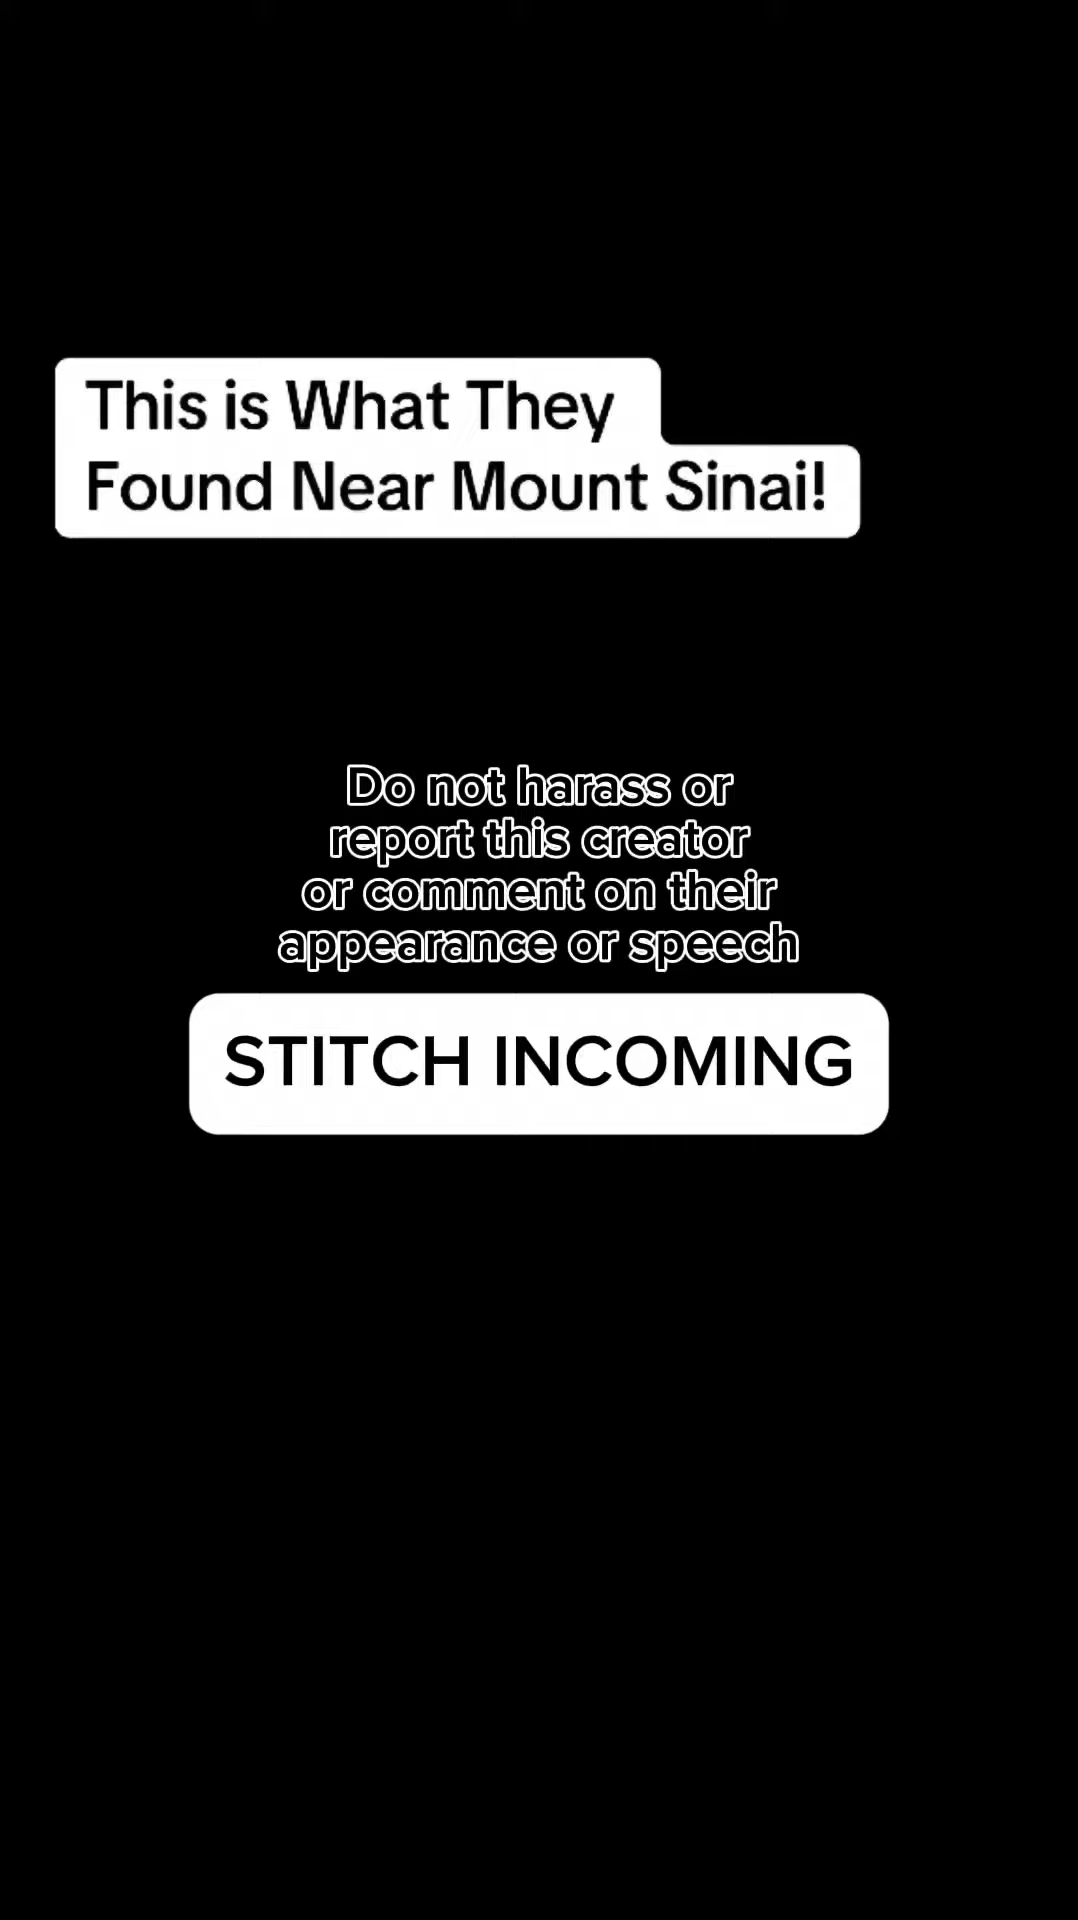 This is What They
Found Near Mount Sinai!
Do not harass or
report this creator
or comment on their
appearance or speech
STITCH INCOMING